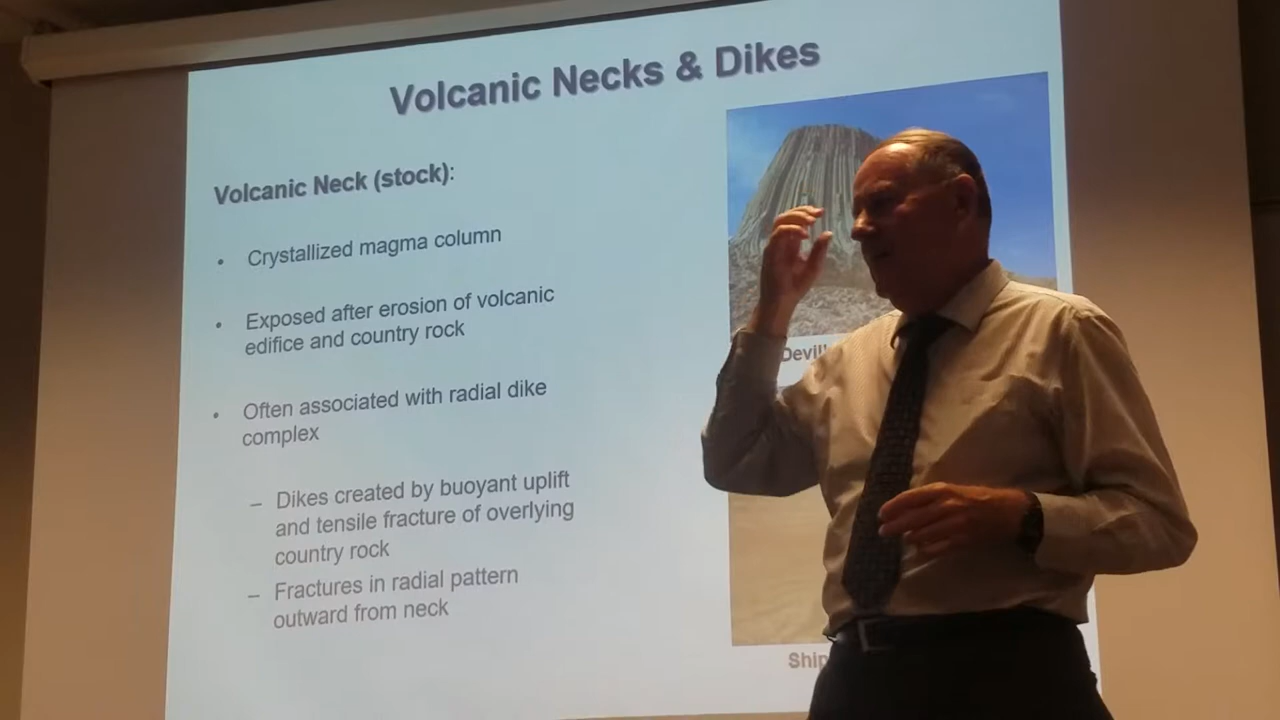 Volcanic Necks & Dikes
Volcanic Neck (stock):
• Crystallized magma column
• Exposed after erosion of volcanic
edifice and country rock
• Often associated with radial dike
complex
– Dikes created by buoyant uplift
and tensile fracture of overlying
country rock
– Fractures in radial pattern
outward from neck